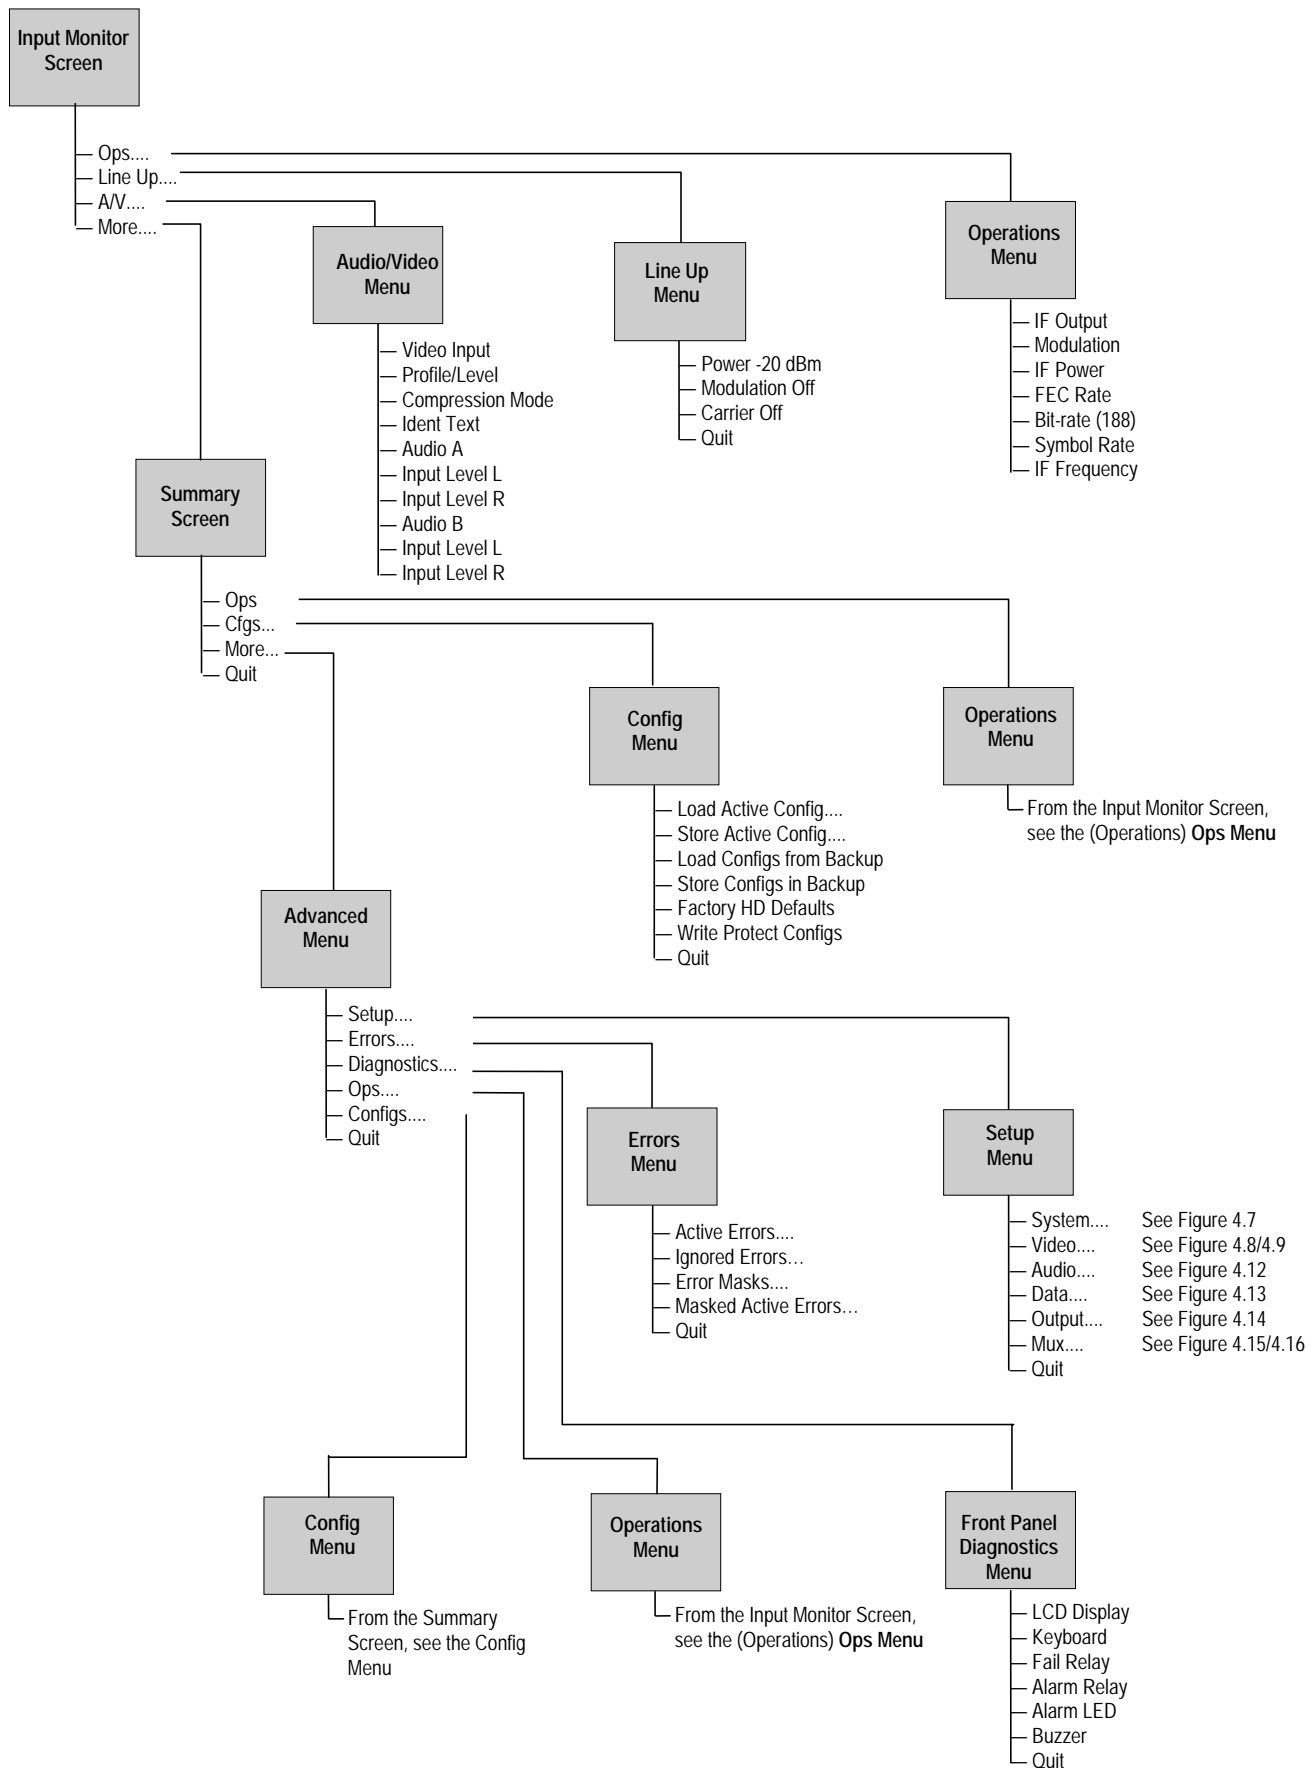 Input Monitor
Screen
Ops....
Line Up....
A/V....
More....
Audio/Video
Menu
Video Input
Profile/Level
Compression Mode
Ident Text
Audio A
Input Level L
Input Level R
Audio B
Input Level L
Input Level R
Line Up
Menu
Power -20 dBm
Modulation Off
Carrier Off
Quit
Operations
Menu
IF Output
Modulation
IF Power
FEC Rate
Bit-rate (188)
Symbol Rate
IF Frequency
Summary
Screen
Ops
Cfgs...
More...
Quit
Config
Menu
Load Active Config....
Store Active Config....
Load Configs from Backup
Store Configs in Backup
Factory HD Defaults
Write Protect Configs
Quit
Operations
Menu
From the Input Monitor Screen,
see the (Operations) Ops Menu
Advanced
Menu
Setup....
Errors....
Diagnostics....
Ops....
Configs....
Quit
Errors
Menu
Active Errors....
Ignored Errors...
Error Masks....
Masked Active Errors...
Quit
Setup
Menu
System.... See Figure 4.7
Video.... See Figure 4.8/4.9
Audio.... See Figure 4.12
Data.... See Figure 4.13
Output.... See Figure 4.14
Mux.... See Figure 4.15/4.16
Quit
Config
Menu
From the Summary
Screen, see the Config
Menu
Operations
Menu
From the Input Monitor Screen,
see the (Operations) Ops Menu
Front Panel
Diagnostics
Menu
LCD Display
Keyboard
Fail Relay
Alarm Relay
Alarm LED
Buzzer
Quit